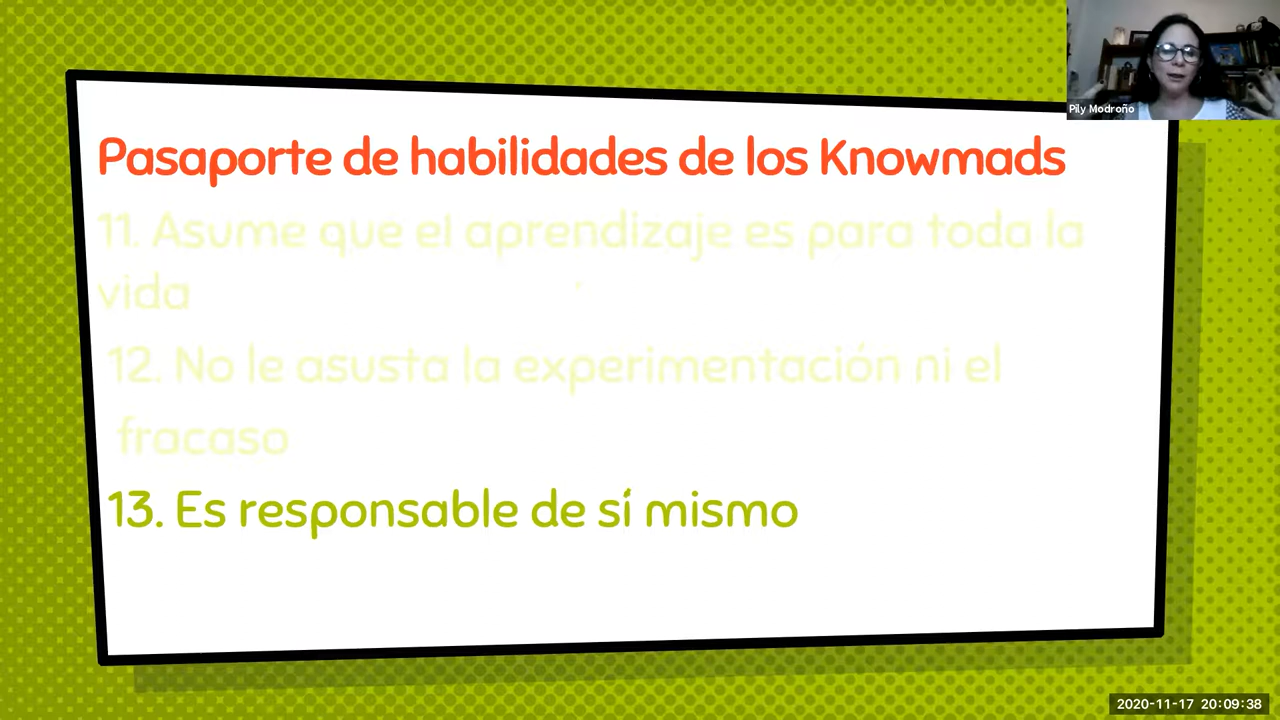 Pily Modroño
Pasaporte de habilidades de los Knowmads
11. Asume que el aprendizaje es para toda la
vida
12. No le asusta la experimentación ni el
fracaso
13. Es responsable de sí mismo
2020-11-17 20:09:38